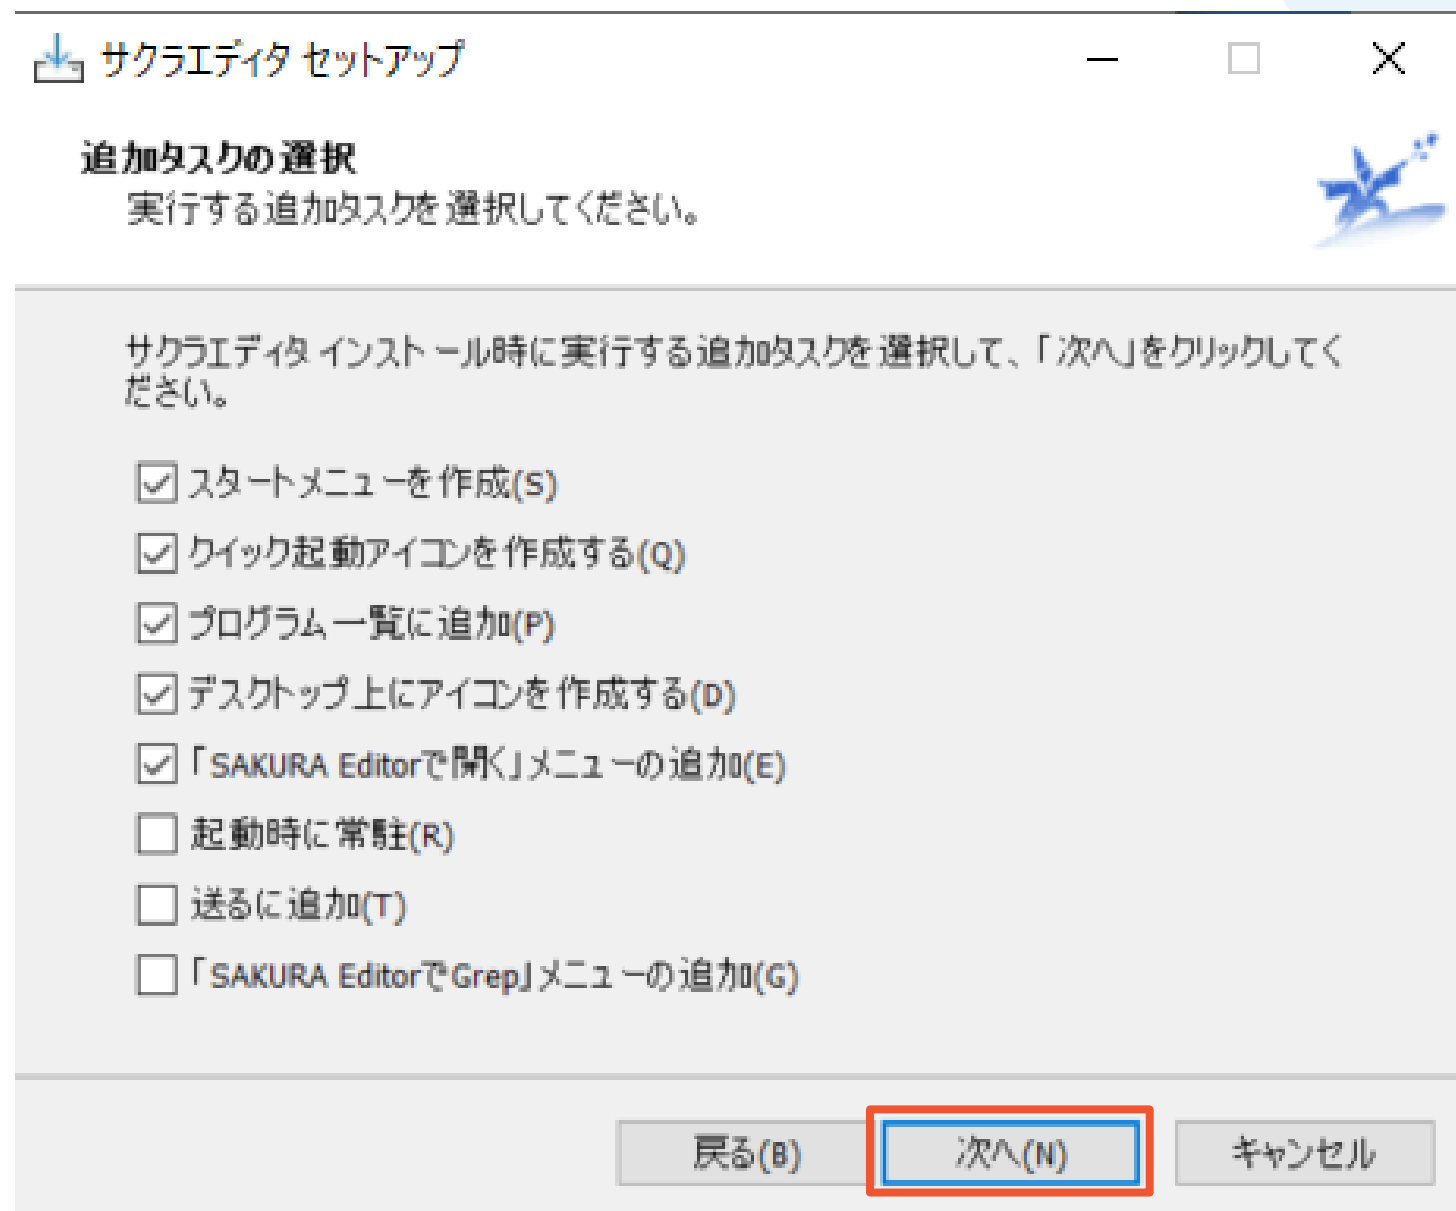 サクラエディタ セットアップ
追加タスクの選択
実行する追加タスクを選択してください。
サクラエディタ インストール時に実行する追加タスクを選択して、「次へ」をクリックしてく
ださい。
スタートメニューを作成(S)
クイック起動アイコンを作成する(Q)
プログラム一覧に追加(P)
デスクトップ上にアイコンを作成する(D)
「SAKURA Editorで開く」メニューの追加(E)
起動時に常駐(R)
送るに追加(T)
「SAKURA EditorでGrep」メニューの追加(G)
戻る(B) 次へ(N) キャンセル